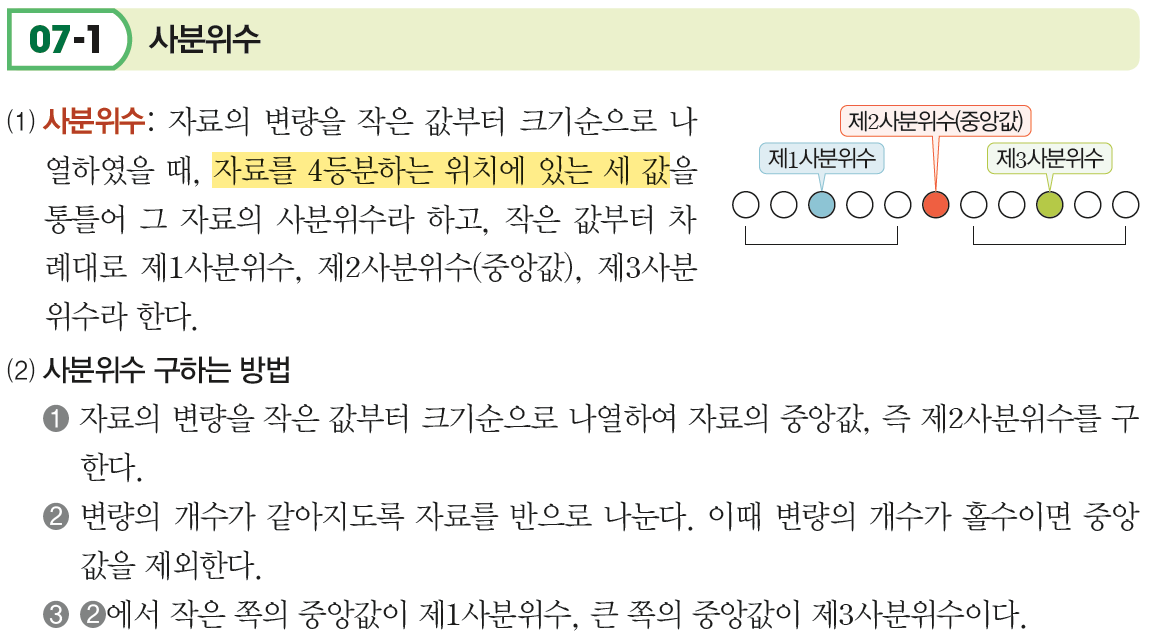 07-1 사분위수
(1) 사분위수: 자료의 변량을 작은 값부터 크기순으로 나
열하였을 때, 자료를 4등분하는 위치에 있는 세 값을
통틀어 그 자료의 사분위수라 하고, 작은 값부터 차
례대로 제1사분위수, 제2사분위수(중앙값), 제3사분
위수라 한다.
제2사분위수(중앙값)
제1사분위수 제3사분위수
(2) 사분위수 구하는 방법
❶ 자료의 변량을 작은 값부터 크기순으로 나열하여 자료의 중앙값, 즉 제2사분위수를 구
한다.
❷ 변량의 개수가 같아지도록 자료를 반으로 나눈다. 이때 변량의 개수가 홀수이면 중앙
값을 제외한다.
❸ ❷에서 작은 쪽의 중앙값이 제1사분위수, 큰 쪽의 중앙값이 제3사분위수이다.